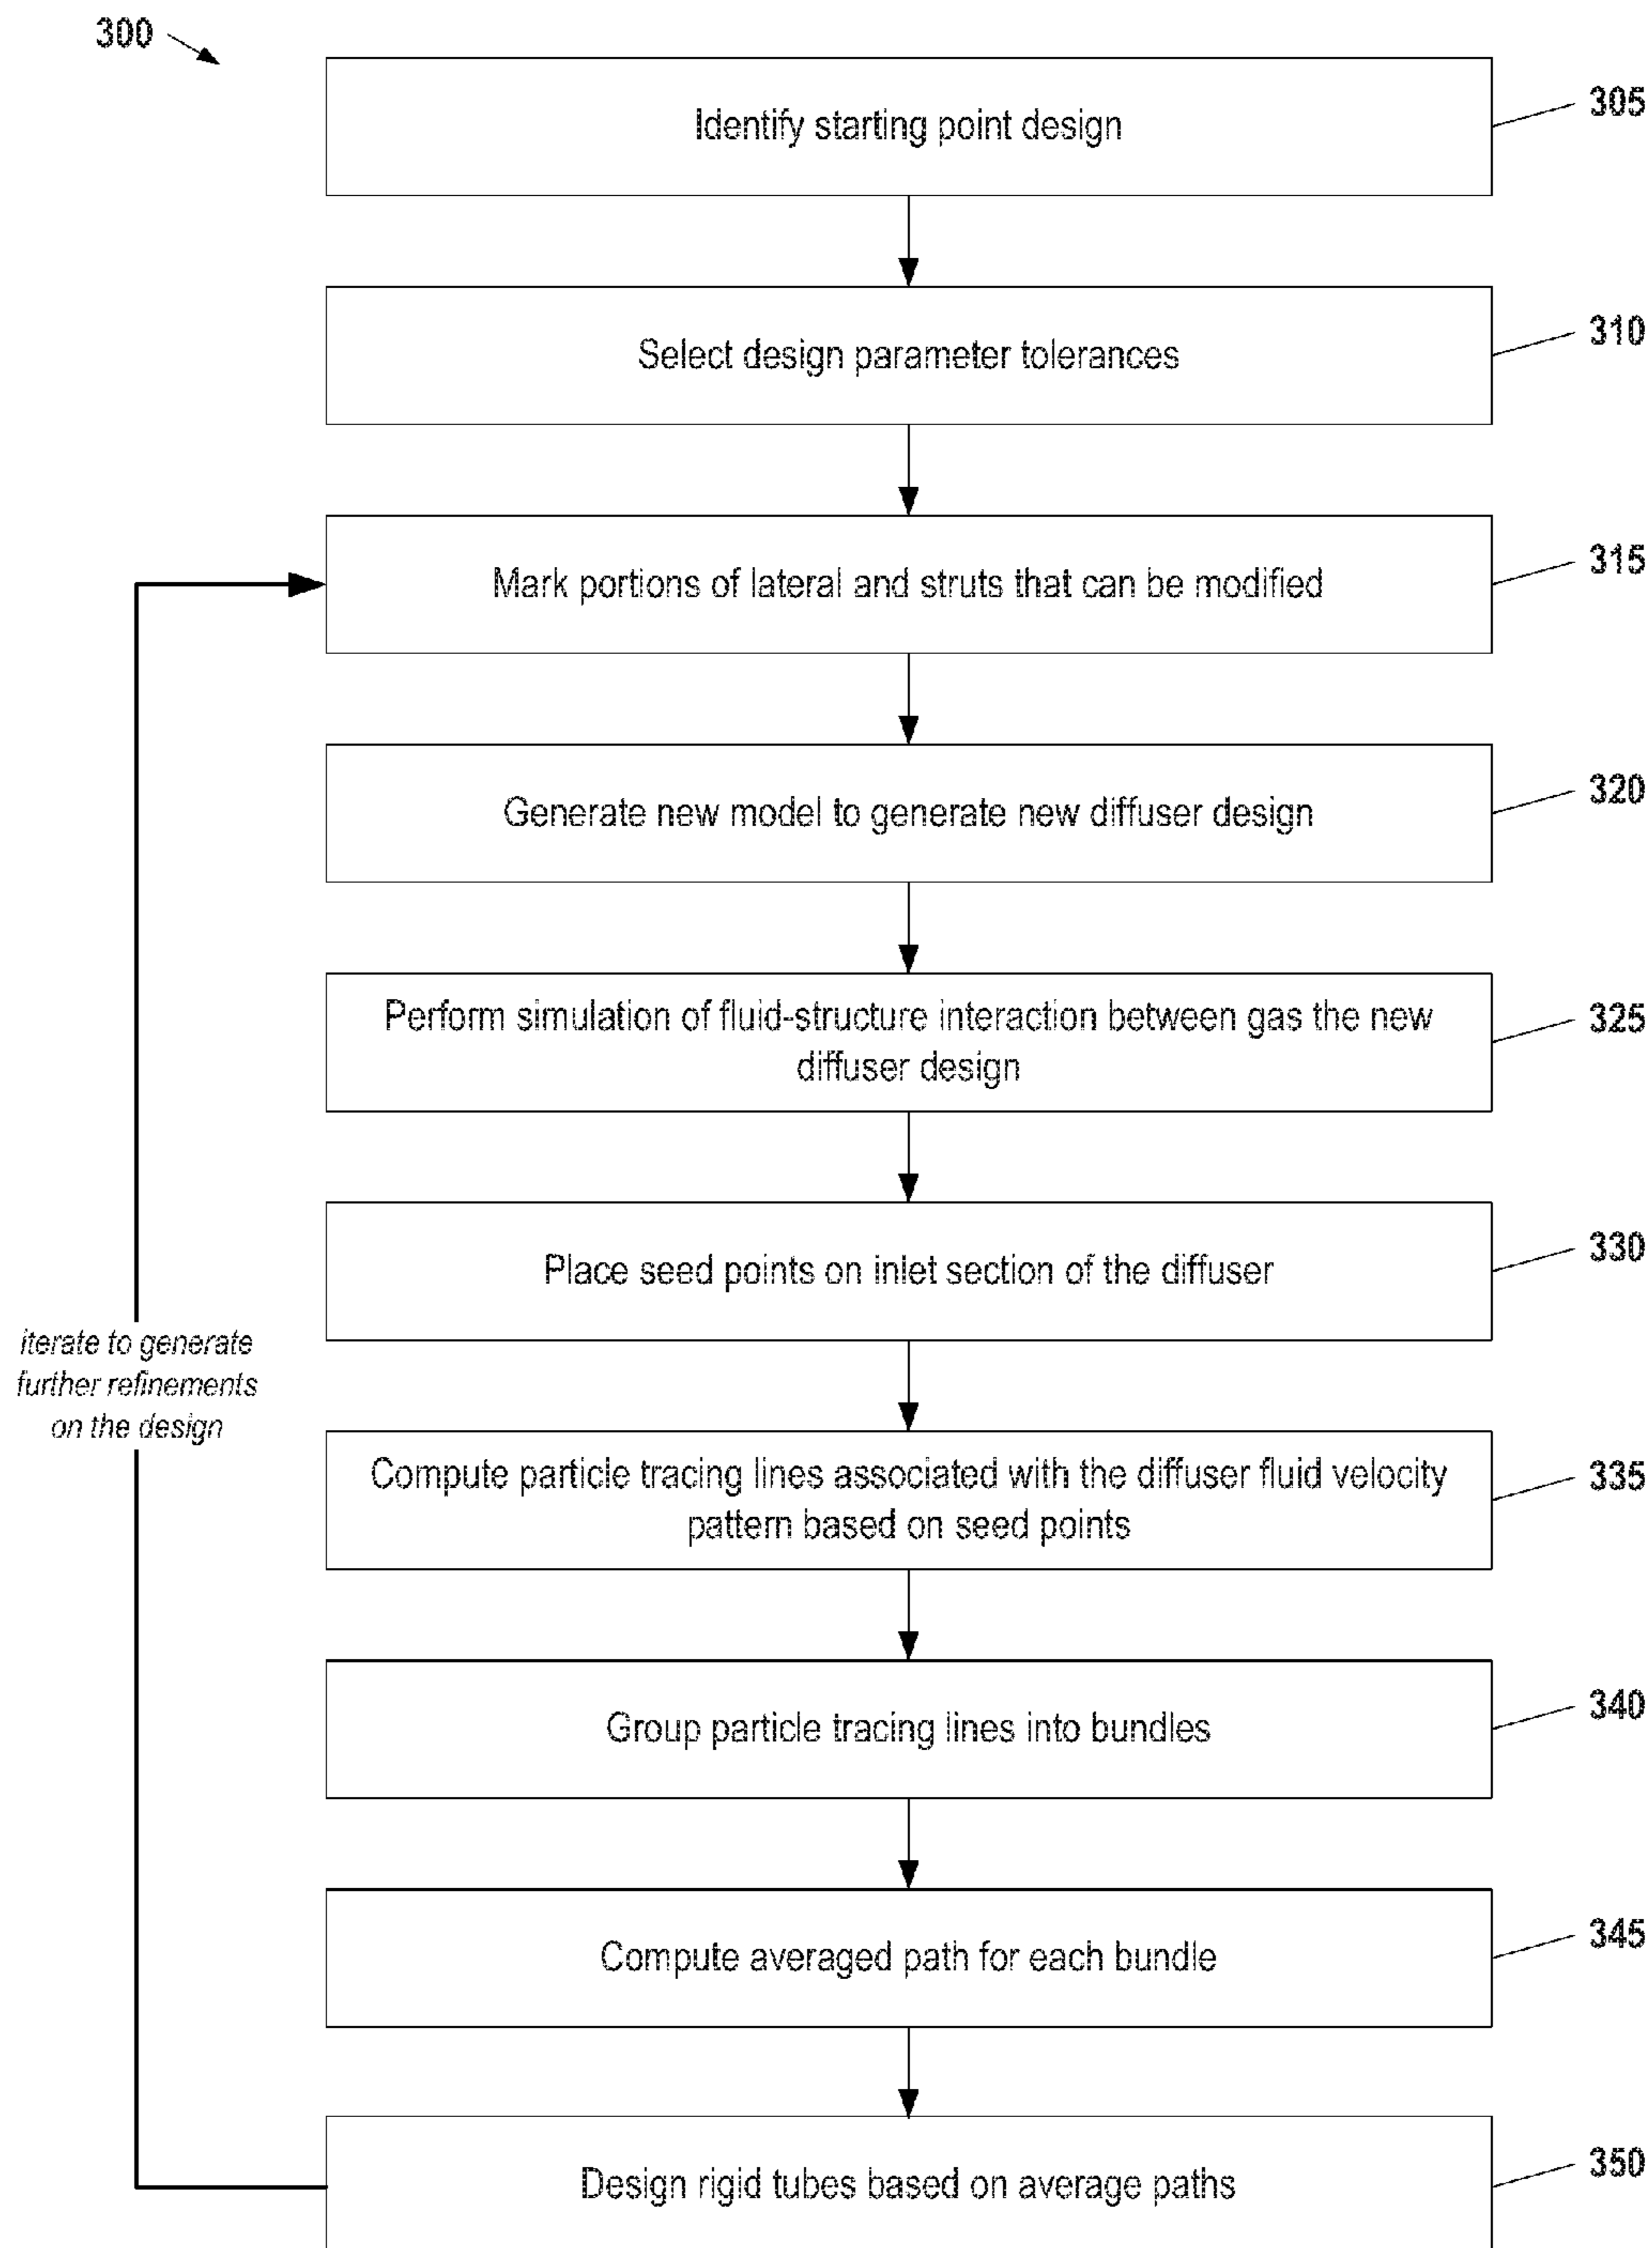 300
Identify starting point design
305
Select design parameter tolerances
310
Mark portions of lateral and struts that can be modified
315
Generate new model to generate new diffuser design
320
Perform simulation of fluid-structure interaction between gas the new
diffuser design
325
Place seed points on inlet section of the diffuser
330
iterate to generate
further refinements
on the design
Compute particle tracing lines associated with the diffuser fluid velocity
pattern based on seed points
335
Group particle tracing lines into bundles
340
Compute averaged path for each bundle
345
Design rigid tubes based on average paths
350